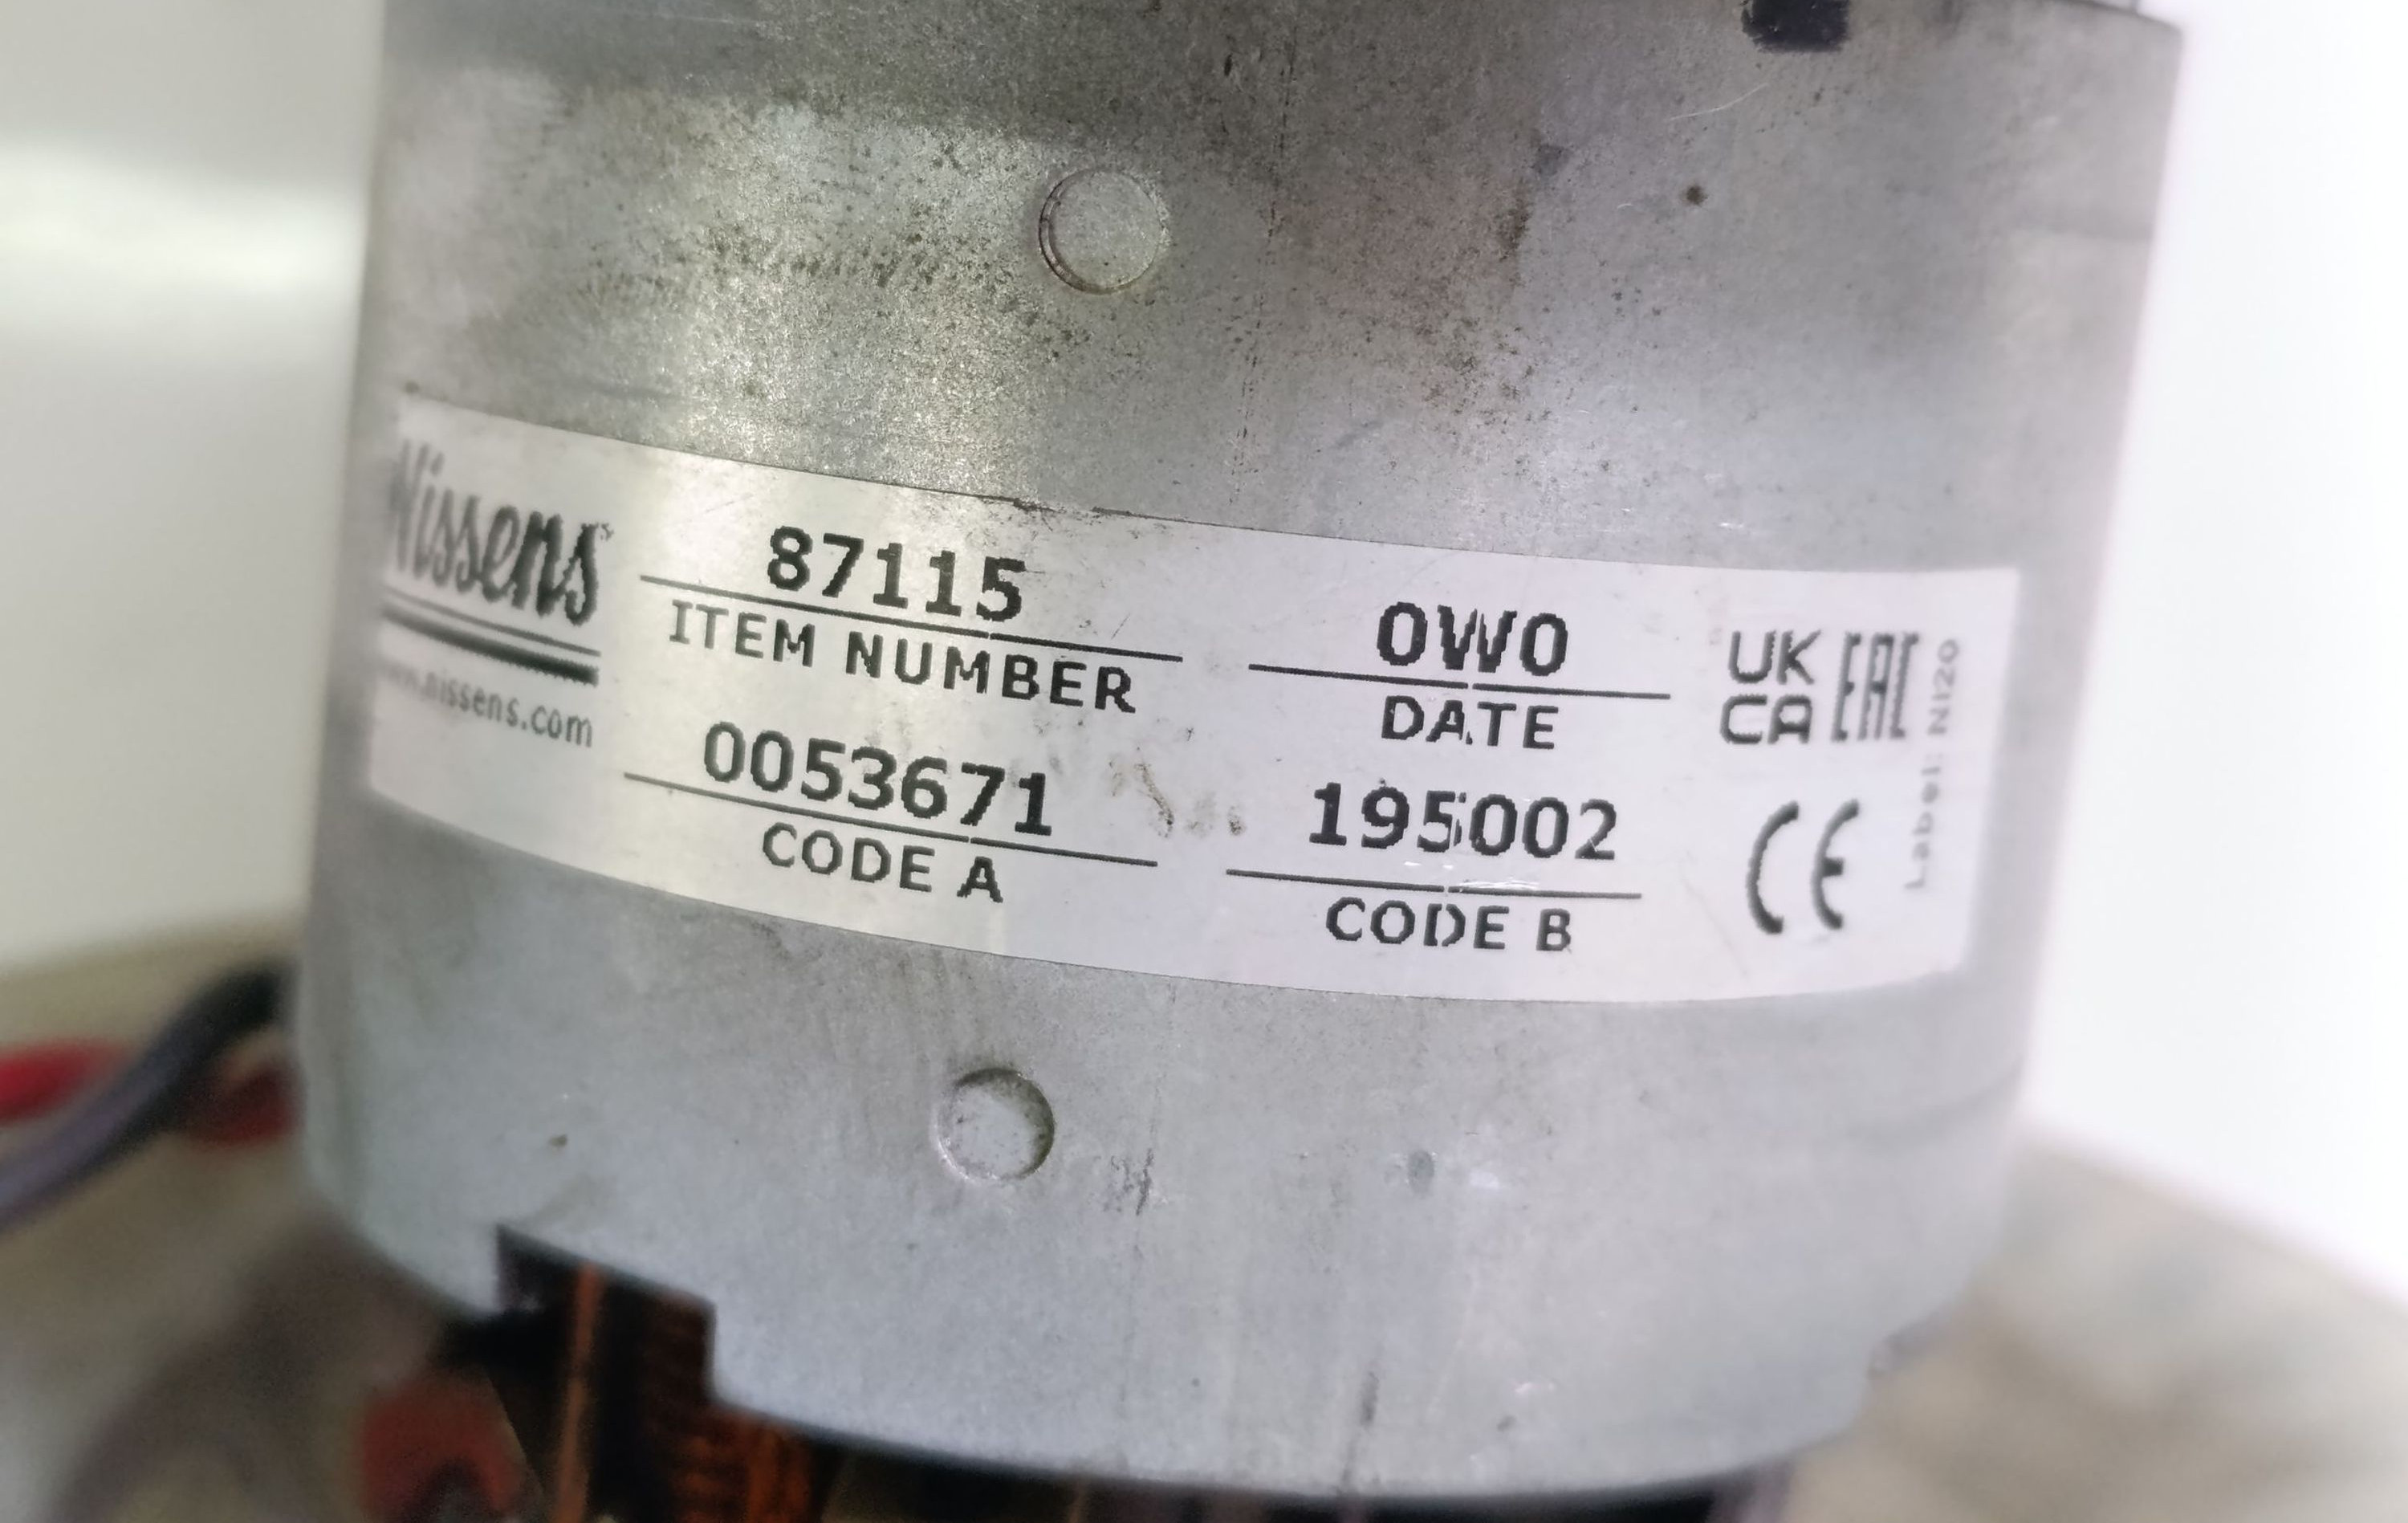 Nissens
www.nissens.com
87115
ITEM NUMBER
0053671
CODE A
0W0
DATE
195002
CODE B
UK
CA
EAC
CE
Label: N120